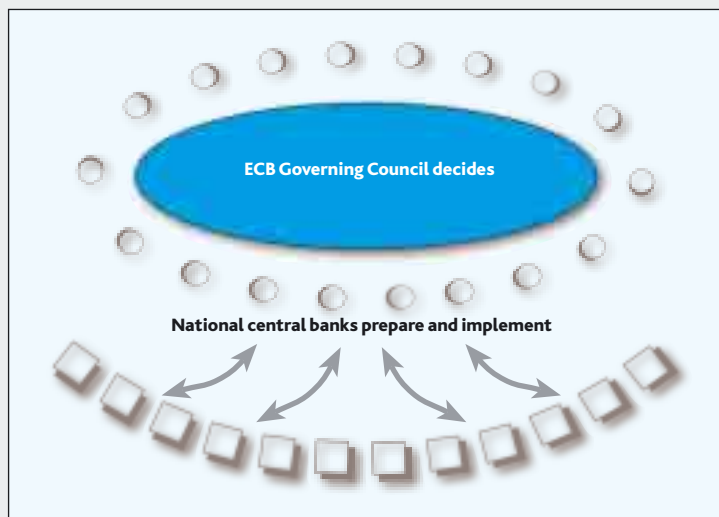 ECB Governing Council decides
National central banks prepare and implement